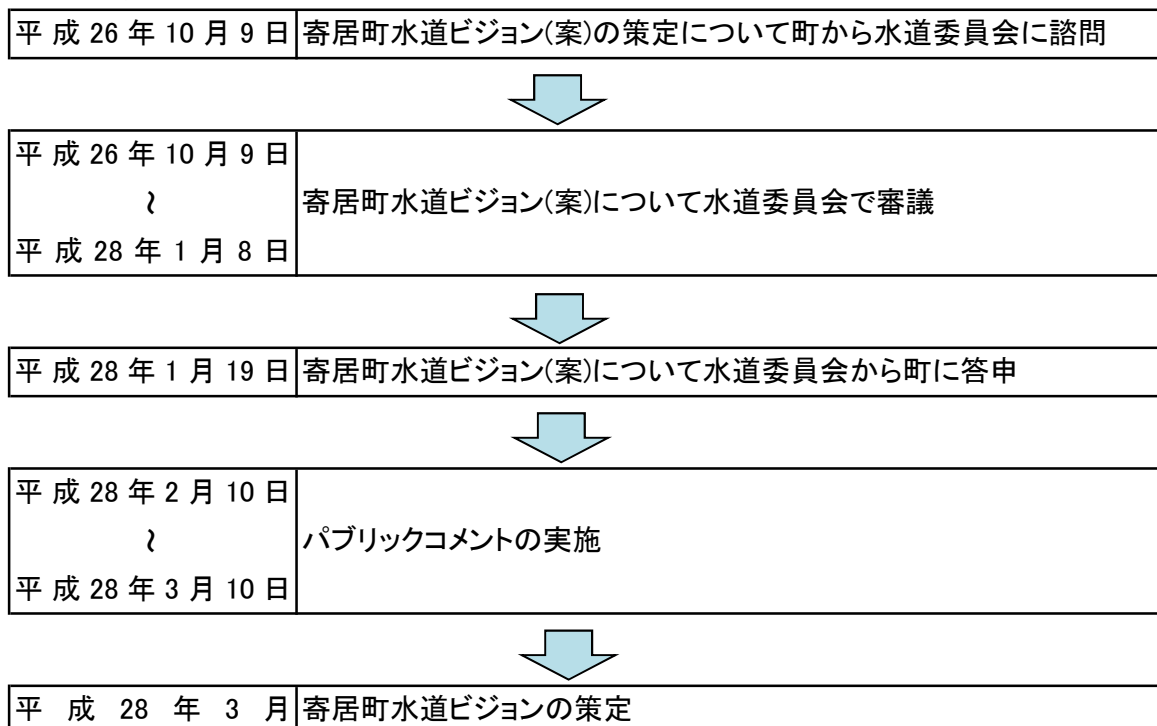 平成26年10月9日 寄居町水道ビジョン(案)の策定について町から水道委員会に諮問
平成26年10月9日
~
平成28年1月8日
寄居町水道ビジョン(案)について水道委員会で審議
平成28年1月19日 寄居町水道ビジョン(案)について水道委員会から町に答申
平成28年2月10日
~
平成28年3月10日
パブリックコメントの実施
平成28年3月 寄居町水道ビジョンの策定